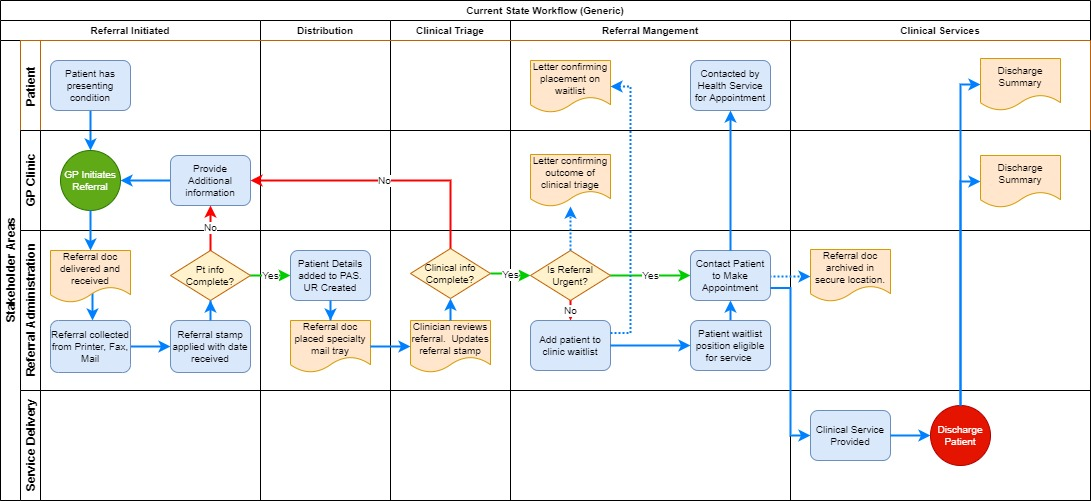 Current State Workflow (Generic)
Referral Initiated
Distribution
Clinical Triage
Referral Mangement
Clinical Services
Stakeholder Areas
Patient
Patient has
presenting
condition
Letter confirming
placement on
waitlist
Contacted by
Health Service
for Appointment
Discharge
Summary
GP Clinic
GP Initiates
Referral
Provide
Additional
information
No
Letter confirming
outcome of
clinical triage
Discharge
Summary
Referral Administration
Referral doc
delivered and
received
No
Pt info
Complete?
Yes
Patient Details
added to PAS.
UR Created
Clinical info
Complete?
Yes
Is Referral
Urgent?
Yes
Contact Patient
to Make
Appointment
Referral doc
archived in
secure location.
No
Referral collected
from Printer, Fax,
Mail
Referral stamp
applied with date
received
Referral doc
placed specialty
mail tray
Clinician reviews
referral. Updates
referral stamp
Add patient to
clinic waitlist
Patient waitlist
position eligible
for service
Service Delivery
Clinical Service
Provided
Discharge
Patient